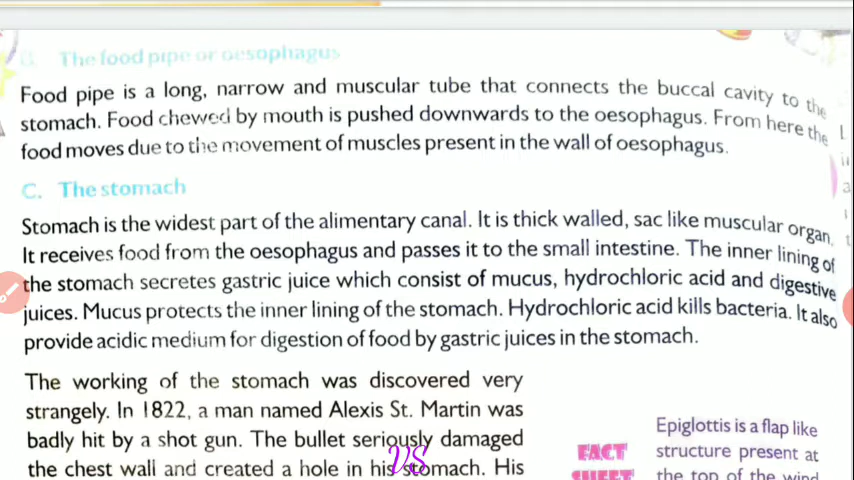 The food pipe or oesophagus
Food pipe is a long, narrow and muscular tube that connects the buccal cavity to the
stomach. Food chewed by mouth is pushed downwards to the oesophagus. From here the
food moves due to the movement of muscles present in the wall of oesophagus.
C. The stomach
Stomach is the widest part of the alimentary canal. It is thick walled, sac like muscular organ.
It receives food from the oesophagus and passes it to the small intestine. The inner lining of
the stomach secretes gastric juice which consist of mucus, hydrochloric acid and digestive
juices. Mucus protects the inner lining of the stomach. Hydrochloric acid kills bacteria. It also
provide acidic medium for digestion of food by gastric juices in the stomach.
The working of the stomach was discovered very
strangely. In 1822, a man named Alexis St. Martin was
badly hit by a shot gun. The bullet seriously damaged
the chest wall and created a hole in his stomach. His
VS
FACT
SHEET
Epiglottis is a flap like
structure present at
the top of the wind